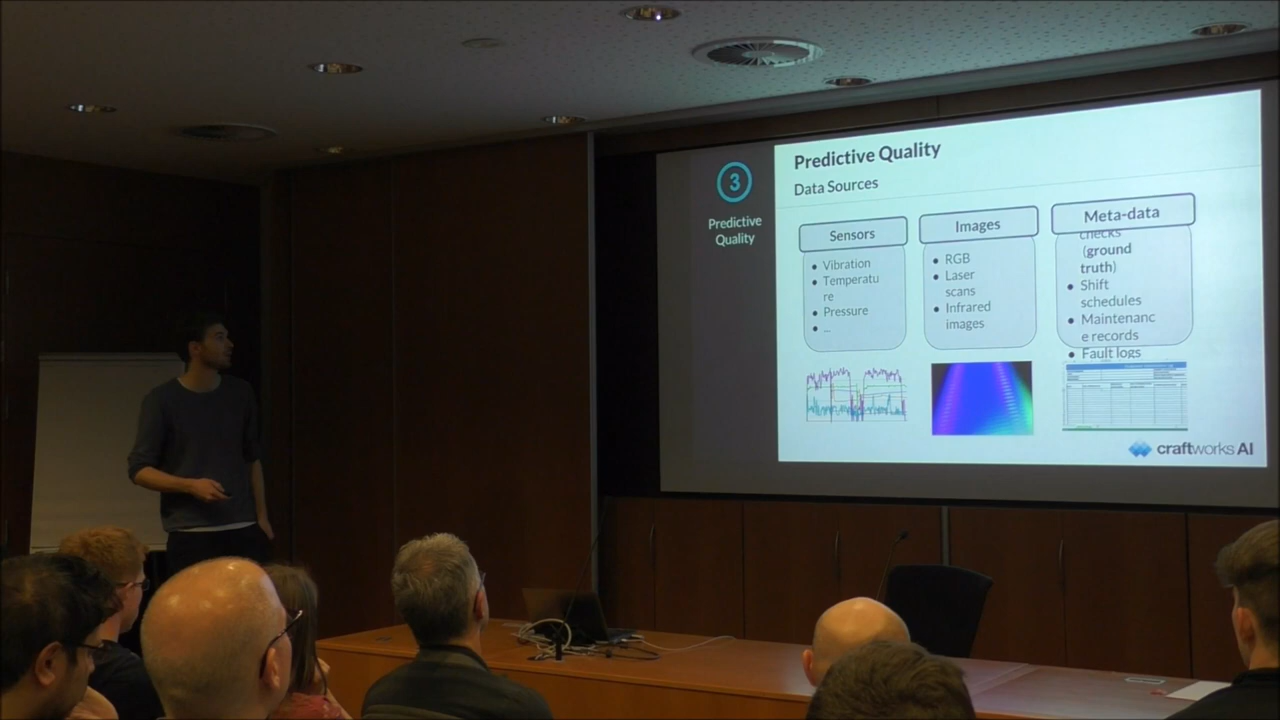 3
Predictive
Quality
Predictive Quality
Data Sources
Sensors
• Vibration
• Temperatu
re
• Pressure
• ...
Images
• RGB
• Laser
scans
• Infrared
images
Meta-data
checks
(ground
truth)
• Shift
schedules
• Maintenanc
e records
• Fault logs
craftworks AI